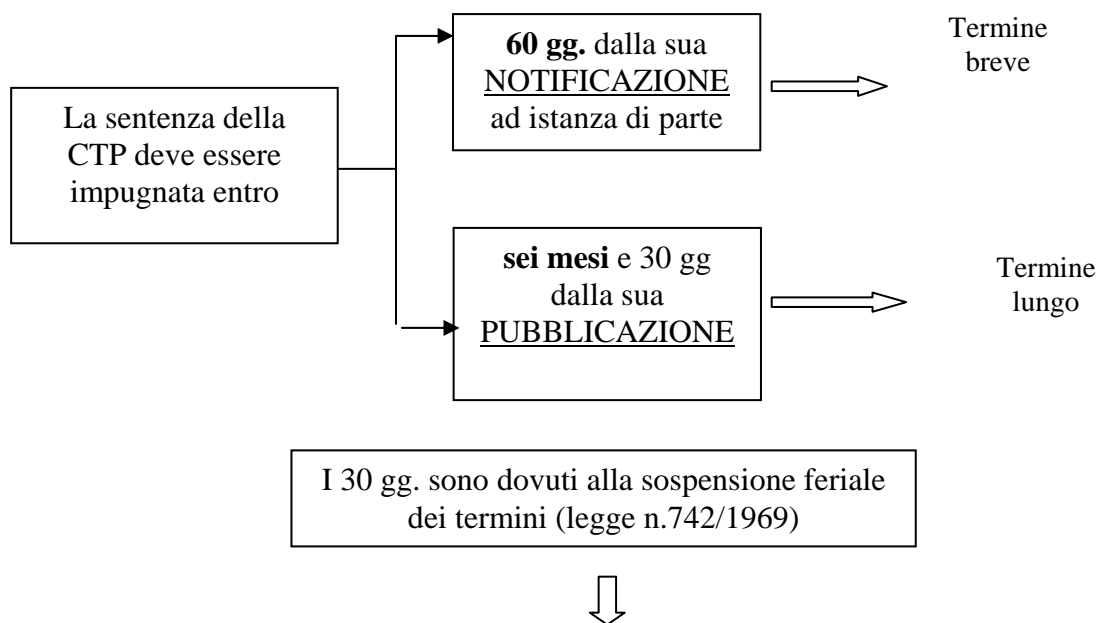 La sentenza della
CTP deve essere
impugnata entro
60 gg. dalla sua
NOTIFICAZIONE
ad istanza di parte
Termine
breve
sei mesi e 30 gg
dalla sua
PUBBLICAZIONE
Termine
lungo
I 30 gg. sono dovuti alla sospensione feriale
dei termini (legge n.742/1969)